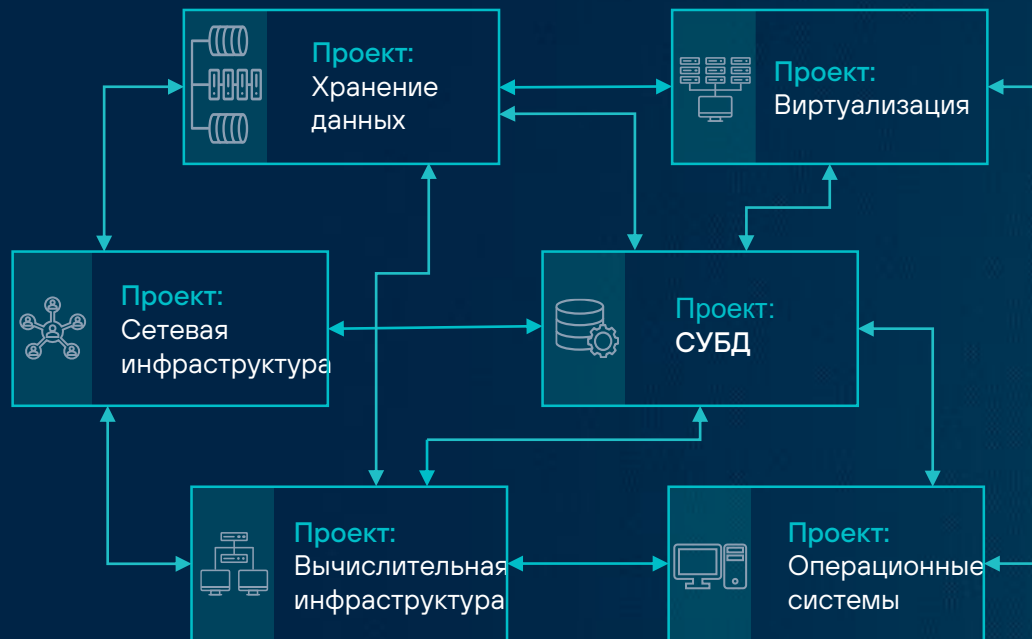 Проект:
Хранение
данных
Проект:
Виртуализация
Проект:
Сетевая
инфраструктура
Проект:
СУБД
Проект:
Вычислительная
инфраструктура
Проект:
Операционные
системы